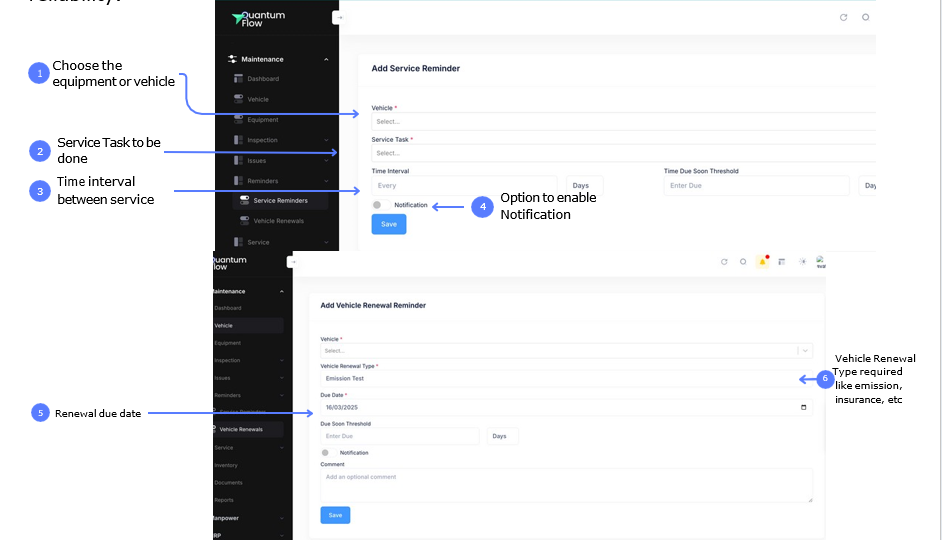 reliability.
Quantum
Flow
1
Choose the
equipment or vehicle
2
Service Task to be
done
3
Time interval
between service
Maintenance
Dashboard
Vehicle
Equipment
Inspection
Issues
Reminders
Service Reminders
Vehicle Renewals
Service
Add Service Reminder
Vehicle *
Select...
Service Task *
Select...
Time Interval
Time Due Soon Threshold
Every
Days
Enter Due
Day
Notification
4
Option to enable
Notification
Save
Quantum
Flow
Maintenance
Dashboard
Vehicle
Equipment
Inspection
Issues
Reminders
Service Reminders
Vehicle Renewals
Service
Inventory
Documents
Reports
Manpower
ERP
5
Renewal due date
Add Vehicle Renewal Reminder
Vehicle *
Select...
Vehicle Renewal Type *
Emission Test
Due Date *
16/03/2025
Due Soon Threshold
Enter Due
Days
Notification
Comment
Add an optional comment
Save
6
Vehicle Renewal
Type required
like emission,
insurance, etc